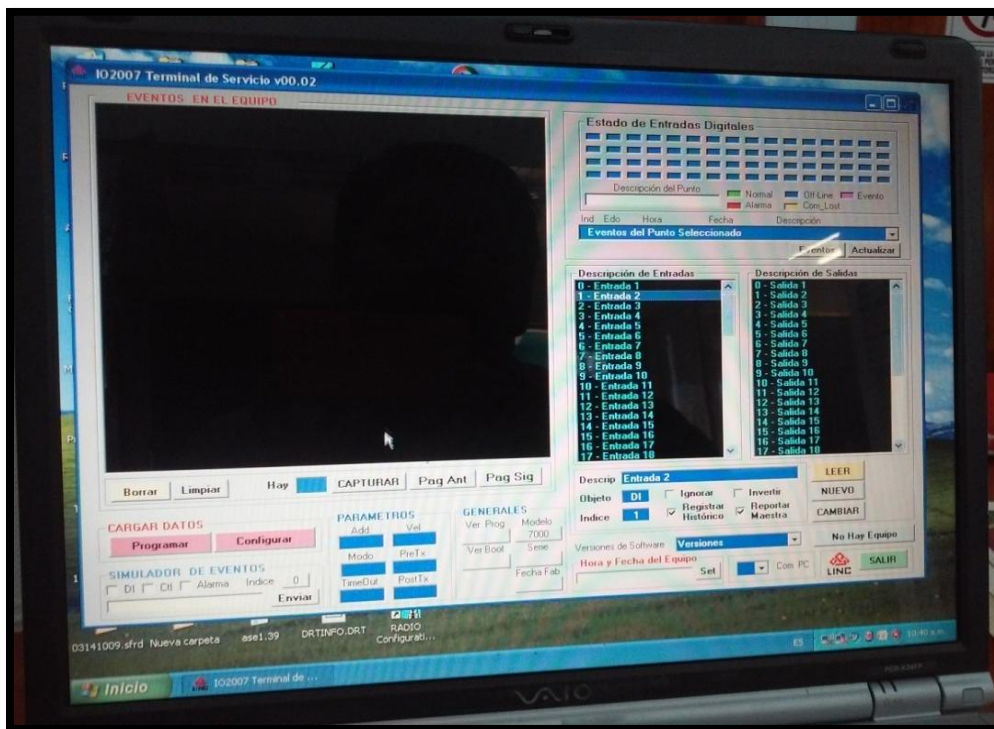 IO2007 Terminal de Servicio v00.02
EVENTOS EN EL EQUIPO
Estado de Entradas Digitales
Descripción del Punto
Normal Off-Line Evento
Alarma Com_Lost
Ind Edo Hora Fecha Descripción
Eventos del Punto Seleccionado
Eventos Actualizar
Descripción de Entradas
0 - Entrada 1
1 - Entrada 2
2 - Entrada 3
3 - Entrada 4
4 - Entrada 5
5 - Entrada 6
6 - Entrada 7
7 - Entrada 8
8 - Entrada 9
9 - Entrada 10
10 - Entrada 11
11 - Entrada 12
12 - Entrada 13
13 - Entrada 14
14 - Entrada 15
15 - Entrada 16
16 - Entrada 17
17 - Entrada 18
Descripción de Salidas
0 - Salida 1
1 - Salida 2
2 - Salida 3
3 - Salida 4
4 - Salida 5
5 - Salida 6
6 - Salida 7
7 - Salida 8
8 - Salida 9
9 - Salida 10
10 - Salida 11
11 - Salida 12
12 - Salida 13
13 - Salida 14
14 - Salida 15
15 - Salida 16
16 - Salida 17
17 - Salida 18
Borrar Limpiar Hay CAPTURAR Pag Ant Pag Sig
Descrip Entrada 2 LEER
Objeto DI Ignorar Invertir NUEVO
Indice 1 Registrar Histórico Reportar Maestra CAMBIAR
CARGAR DATOS
Programar Configurar
PARAMETROS
Add Vel
Modo PreTx
TimeOut PostTx
GENERALES
Ver Prog Modelo
7000
Ver Boot Serie
Fecha Fab
Versiones de Software Versiones No Hay Equipo
Hora y Fecha del Equipo
Set Com PC LINC SALIR
SIMULADOR DE EVENTOS
DI Ctl Alarma Indice 0
Enviar
03141009.sfrd Nueva carpeta ase1.39 DRTINFO.DRT RADIO Configurati...
Inicio IO2007 Terminal de ...
ES 10:40 a.m.
VAIO